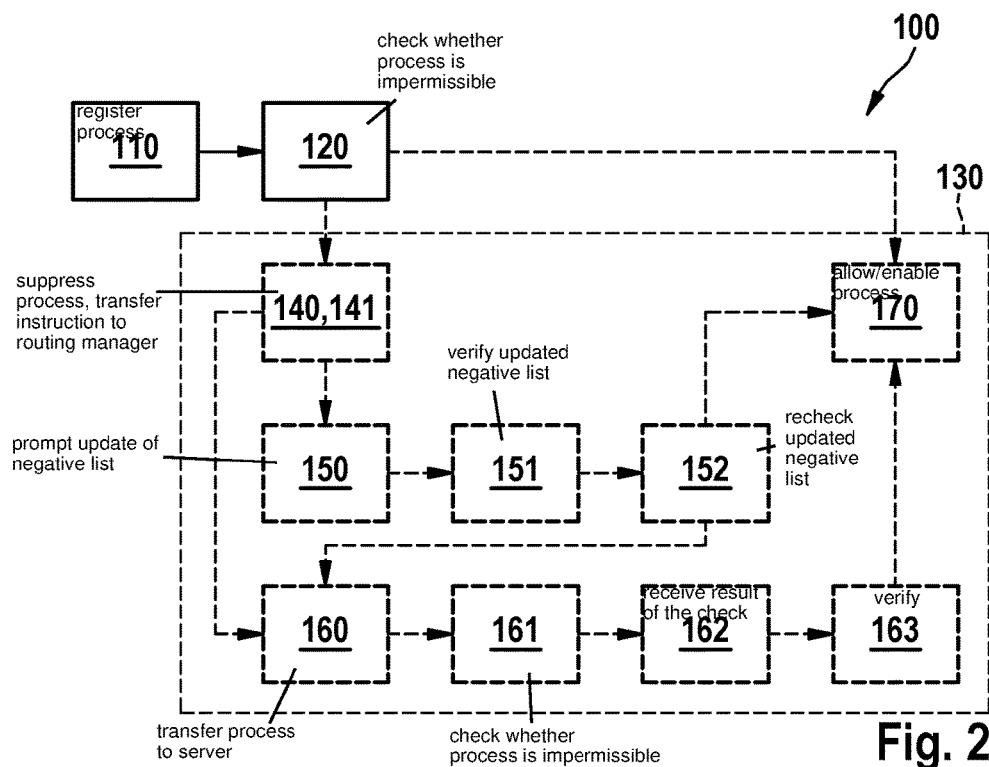 100
check whether
process is
impermissible
register
process
110
120
130
suppress
process, transfer
instruction to
routing manager
140,141
allow/enable
process
170
verify updated
negative list
recheck
updated
negative
list
prompt update of
negative list
150
151
152
receive result
of the check
verify
160
161
162
163
transfer process
to server
check whether
process is impermissible
Fig. 2